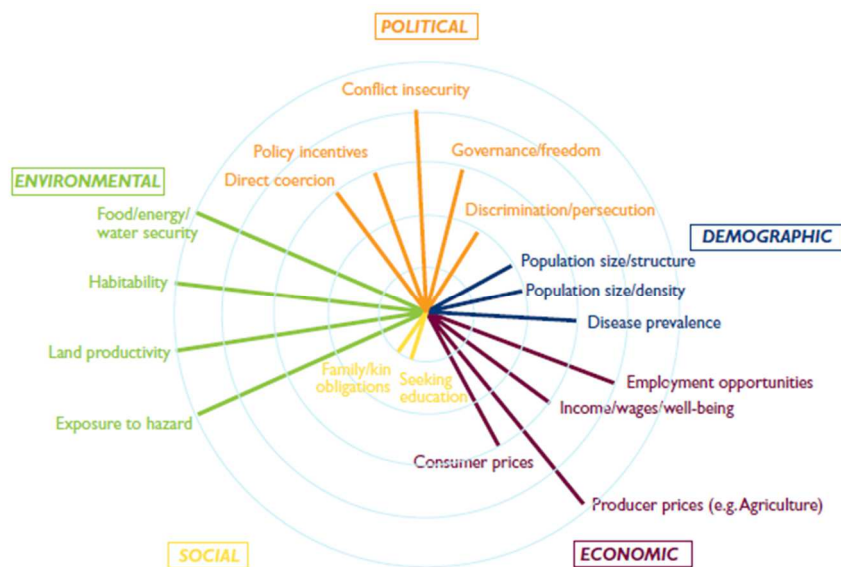 POLITICAL
Conflict insecurity
Policy incentives
Governance/freedom
Direct coercion
Discrimination/persecution
ENVIRONMENTAL
Food/energy/
water security
Habitability
Land productivity
Exposure to hazard
DEMOGRAPHIC
Population size/structure
Population size/density
Disease prevalence
Family/kin
obligations
Seeking
education
Employment opportunities
Income/wages/well-being
Consumer prices
Producer prices (e.g. Agriculture)
SOCIAL
ECONOMIC